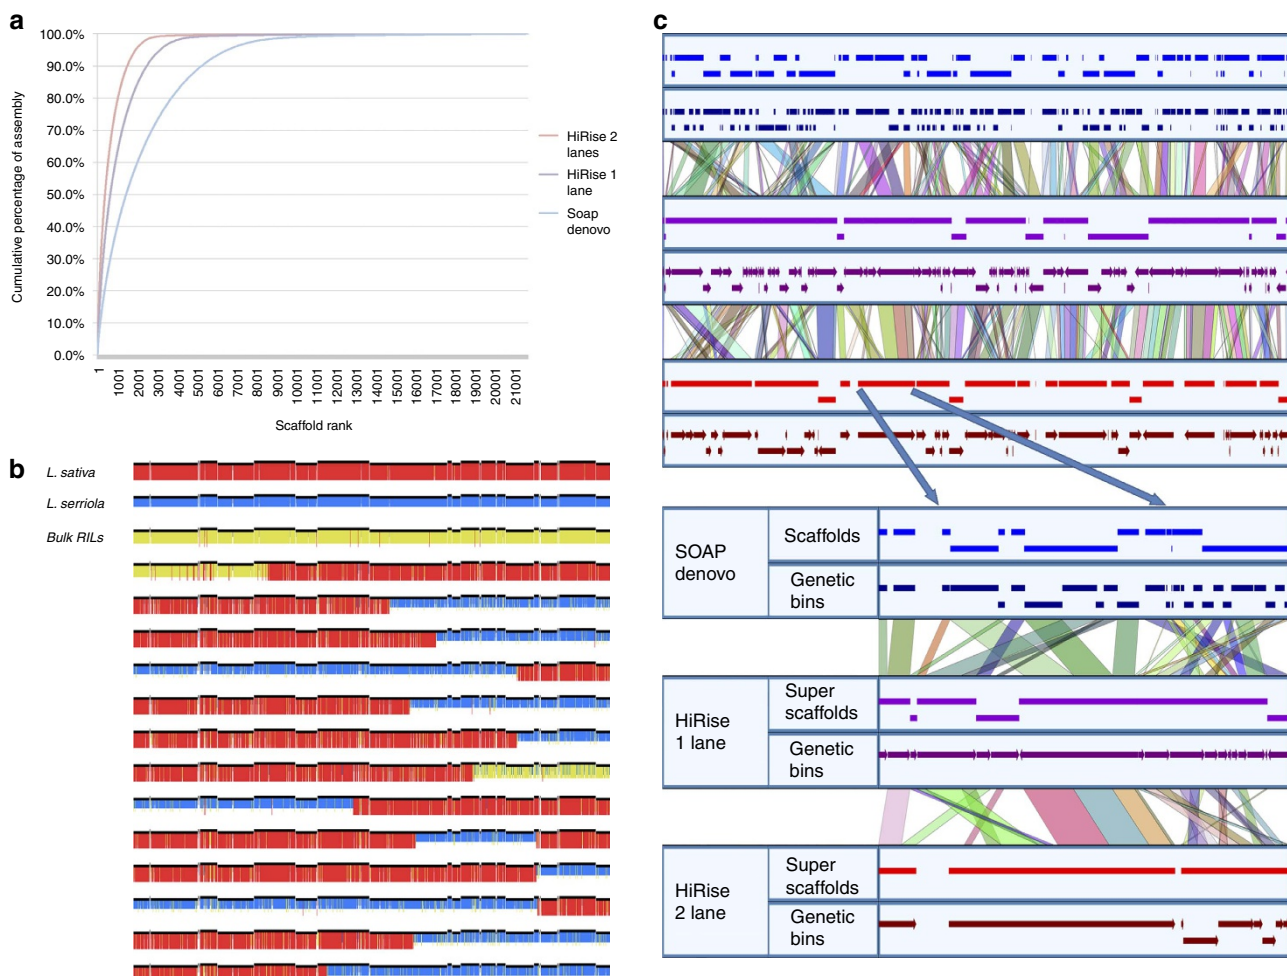 a
100.0%
90.0%
80.0%
70.0%
60.0%
50.0%
40.0%
30.0%
20.0%
10.0%
0.0%
Cumulative percentage of assembly
1
1001
2001
3001
4001
5001
6001
7001
8001
9001
10001
11001
12001
13001
14001
15001
16001
17001
18001
19001
20001
21001
Scaffold rank
HiRise 2
lanes
HiRise 1
lane
Soap
denovo
b
L. sativa
L. serriola
Bulk RILs
c
SOAP
denovo
Scaffolds
Genetic
bins
HiRise
1 lane
Super
scaffolds
Genetic
bins
HiRise
2 lane
Super
scaffolds
Genetic
bins